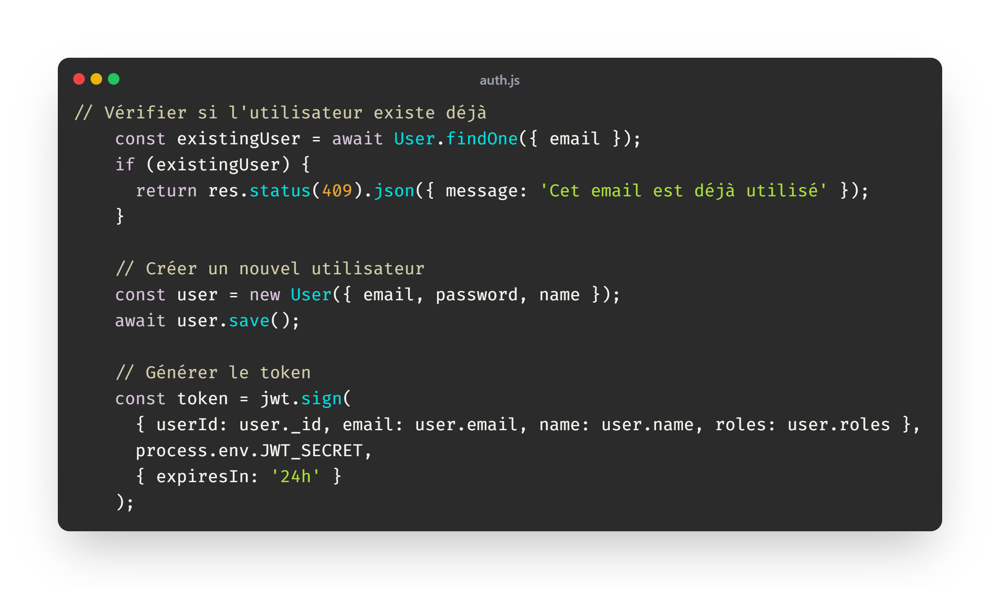 auth.js
// Vérifier si l'utilisateur existe déjà
    const existingUser = await User.findOne({ email });
    if (existingUser) {
      return res.status(409).json({ message: 'Cet email est déjà utilisé' });
    }

    // Créer un nouvel utilisateur
    const user = new User({ email, password, name });
    await user.save();

    // Générer le token
    const token = jwt.sign(
      { userId: user._id, email: user.email, name: user.name, roles: user.roles },
      process.env.JWT_SECRET,
      { expiresIn: '24h' }
    );